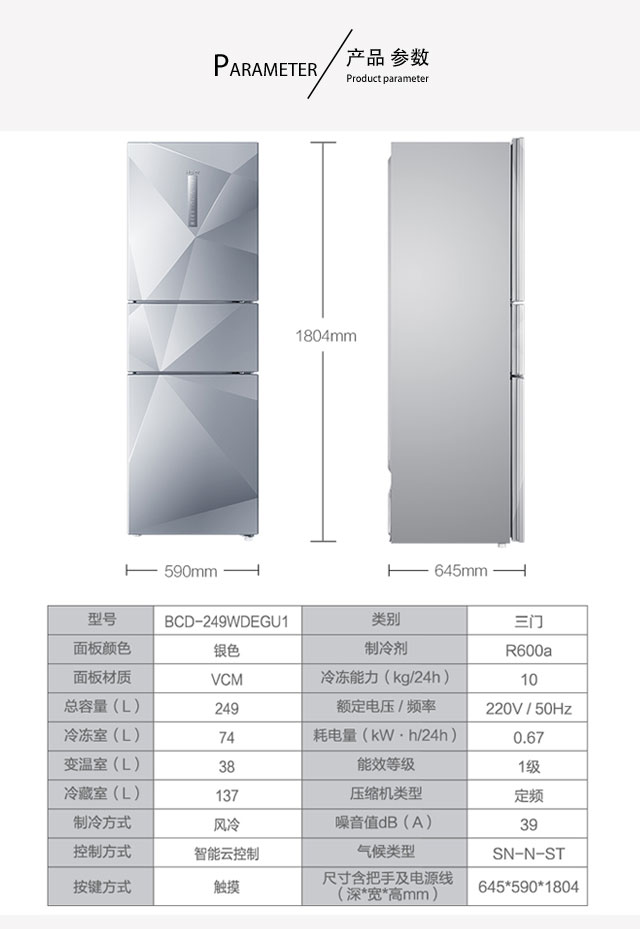 PARAMETER
产品 参数
Product parameter
1804mm
590mm
645mm
型号 BCD-249WDEGU1 类别 三门
面板颜色 银色 制冷剂 R600a
面板材质 VCM 冷冻能力（kg/24h） 10
总容量（L） 249 额定电压 / 频率 220V / 50Hz
冷冻室（L） 74 耗电量（kW · h/24h） 0.67
变温室（L） 38 能效等级 1级
冷藏室（L） 137 压缩机类型 定频
制冷方式 风冷 噪音值dB（A） 39
控制方式 智能云控制 气候类型 SN-N-ST
按键方式 触摸 尺寸含把手及电源线
（深*宽*高mm） 645*590*1804